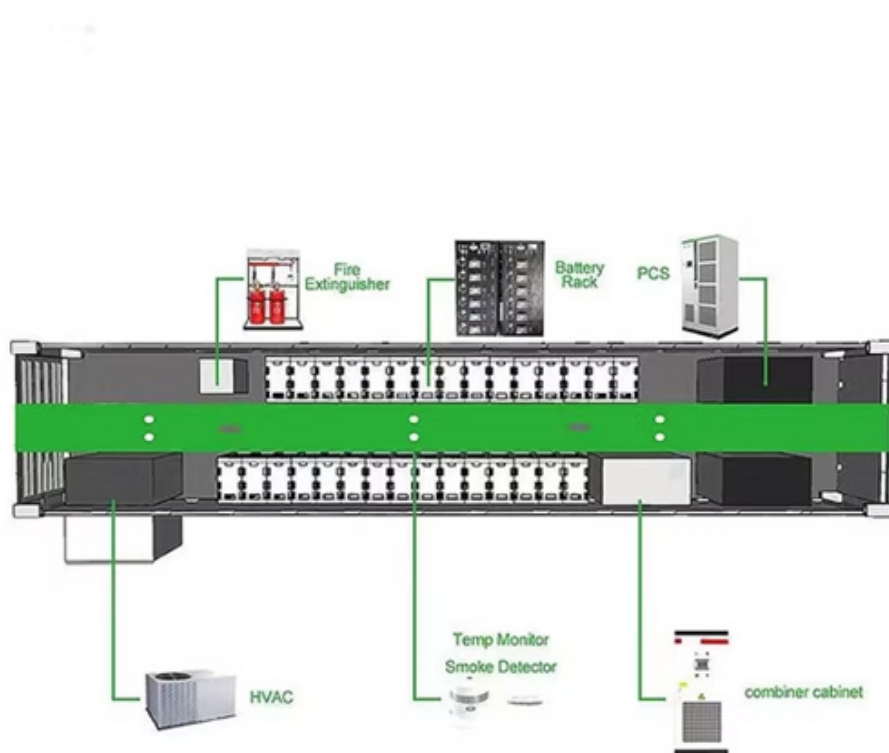 Fire
Extinguisher
Battery
Rack
PCS
Temp Monitor
Smoke Detector
HVAC
combiner cabinet